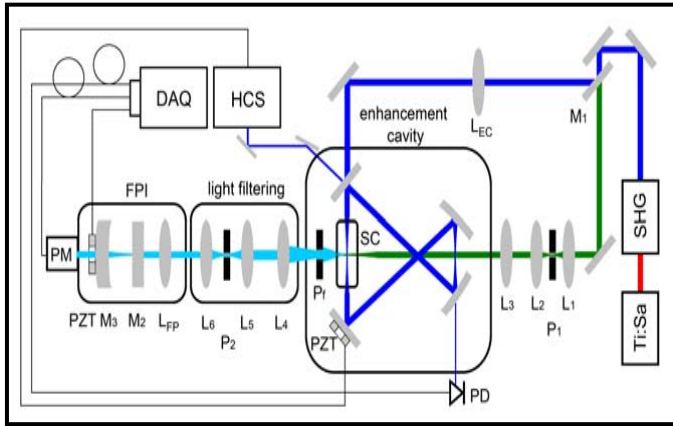 DAQ
HCS
enhancement
cavity
L_EC
M₁
FPI
light filtering
SC
SHG
PM
P_f
PZT M₃ M₂ L_FP
L₆ L₅ L₄
P₂
PZT
L₃ L₂ L₁
P₁
Ti:Sa
PD